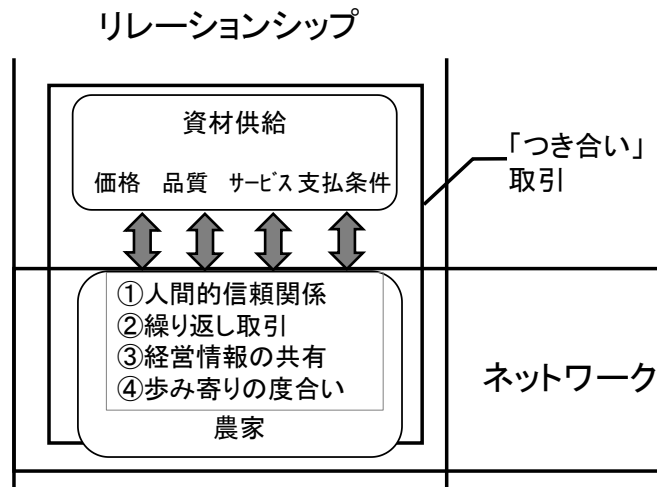 リレーションシップ
資材供給
価格 品質 サービス 支払条件
「つき合い」
取引
①人間的信頼関係
②繰り返し取引
③経営情報の共有
④歩み寄りの度合い
農家
ネットワーク